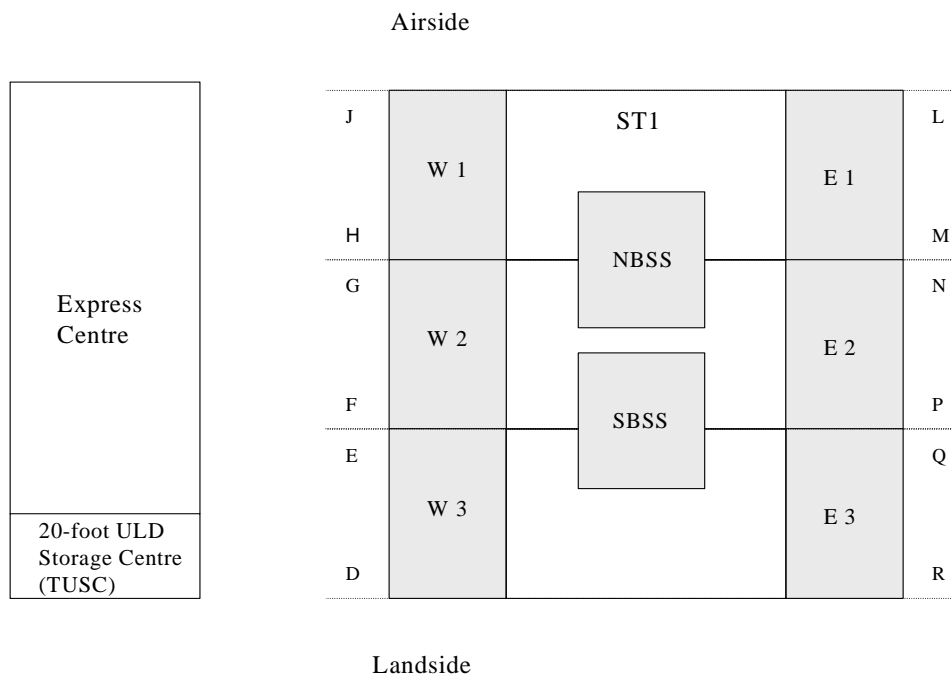 Airside
J
ST1
L
W 1
E 1
H
M
NBSS
G
N
Express
Centre
W 2
E 2
F
P
SBSS
E
Q
W 3
E 3
20-foot ULD
Storage Centre
(TUSC)
D
R
Landside